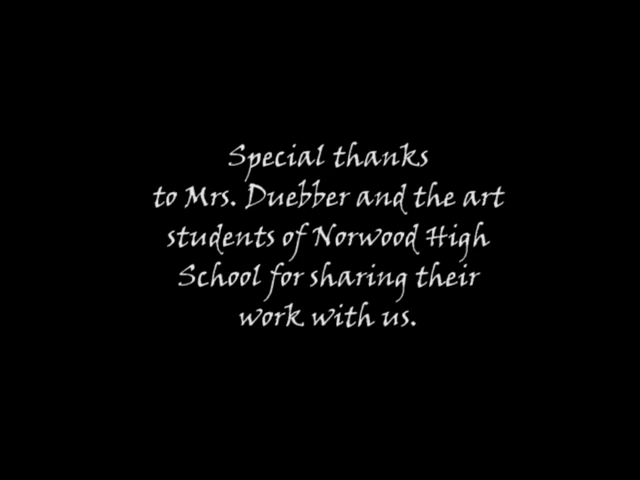 Special thanks
to Mrs. Duebber and the art
students of Norwood High
School for sharing their
work with us.